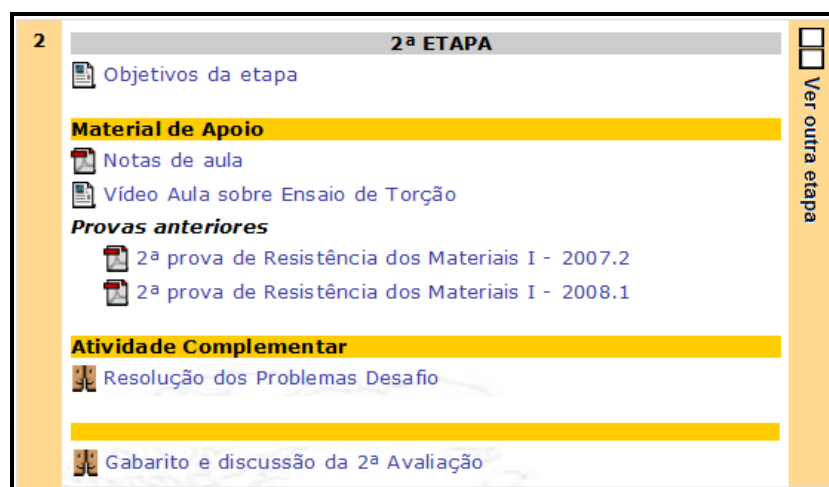 2
2ª ETAPA
Objetivos da etapa
Material de Apoio
Notas de aula
Vídeo Aula sobre Ensaio de Torção
Provas anteriores
2ª prova de Resistência dos Materiais I - 2007.2
2ª prova de Resistência dos Materiais I - 2008.1
Atividade Complementar
Resolução dos Problemas Desafio
Gabarito e discussão da 2ª Avaliação
Ver outra etapa